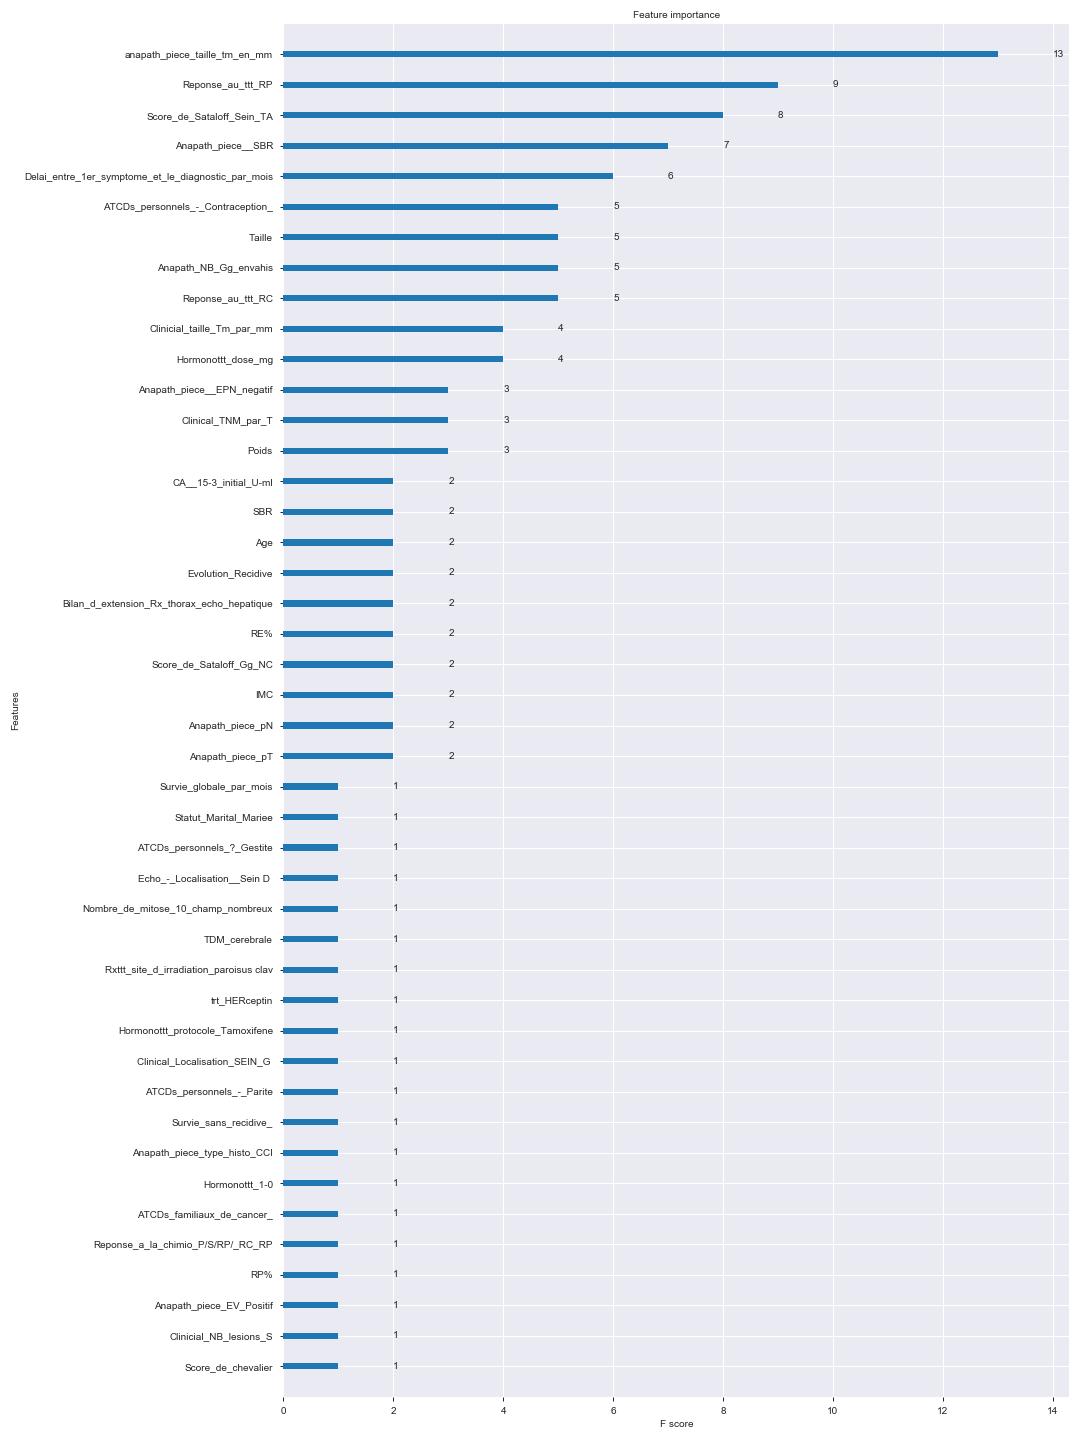 Feature importance
anapath_piece_taille_tm_en_mm 13
Reponse_au_ttt_RP 9
Score_de_Sataloff_Sein_TA 8
Anapath_piece__SBR 7
Delai_entre_1er_symptome_et_le_diagnostic_par_mois 6
ATCDs_personnels_-_Contraception_ 5
Taille 5
Anapath_NB_Gg_envahis 5
Reponse_au_ttt_RC 5
Clinicial_taille_Tm_par_mm 4
Hormonottt_dose_mg 4
Anapath_piece__EPN_negatif 3
Clinical_TNM_par_T 3
Poids 3
CA__15-3_initial_U-ml 2
SBR 2
Age 2
Evolution_Recidive 2
Bilan_d_extension_Rx_thorax_echo_hepatique 2
RE% 2
Score_de_Sataloff_Gg_NC 2
IMC 2
Anapath_piece_pN 2
Anapath_piece_pT 2
Survie_globale_par_mois 1
Statut_Marital_Mariee 1
ATCDs_personnels_?_Gestite 1
Echo_-_Localisation__Sein D 1
Nombre_de_mitose_10_champ_nombreux 1
TDM_cerebrale 1
Rxttt_site_d_irradiation_paroisus clav 1
trt_HERceptin 1
Hormonottt_protocole_Tamoxifene 1
Clinical_Localisation_SEIN_G 1
ATCDs_personnels_-_Parite 1
Survie_sans_recidive_ 1
Anapath_piece_type_histo_CCI 1
Hormonottt_1-0 1
ATCDs_familiaux_de_cancer_ 1
Reponse_a_la_chimio_P/S/RP/_RC_RP 1
RP% 1
Anapath_piece_EV_Positif 1
Clinicial_NB_lesions_S 1
Score_de_chevalier 1
Features
0 2 4 6 8 10 12 14
F score